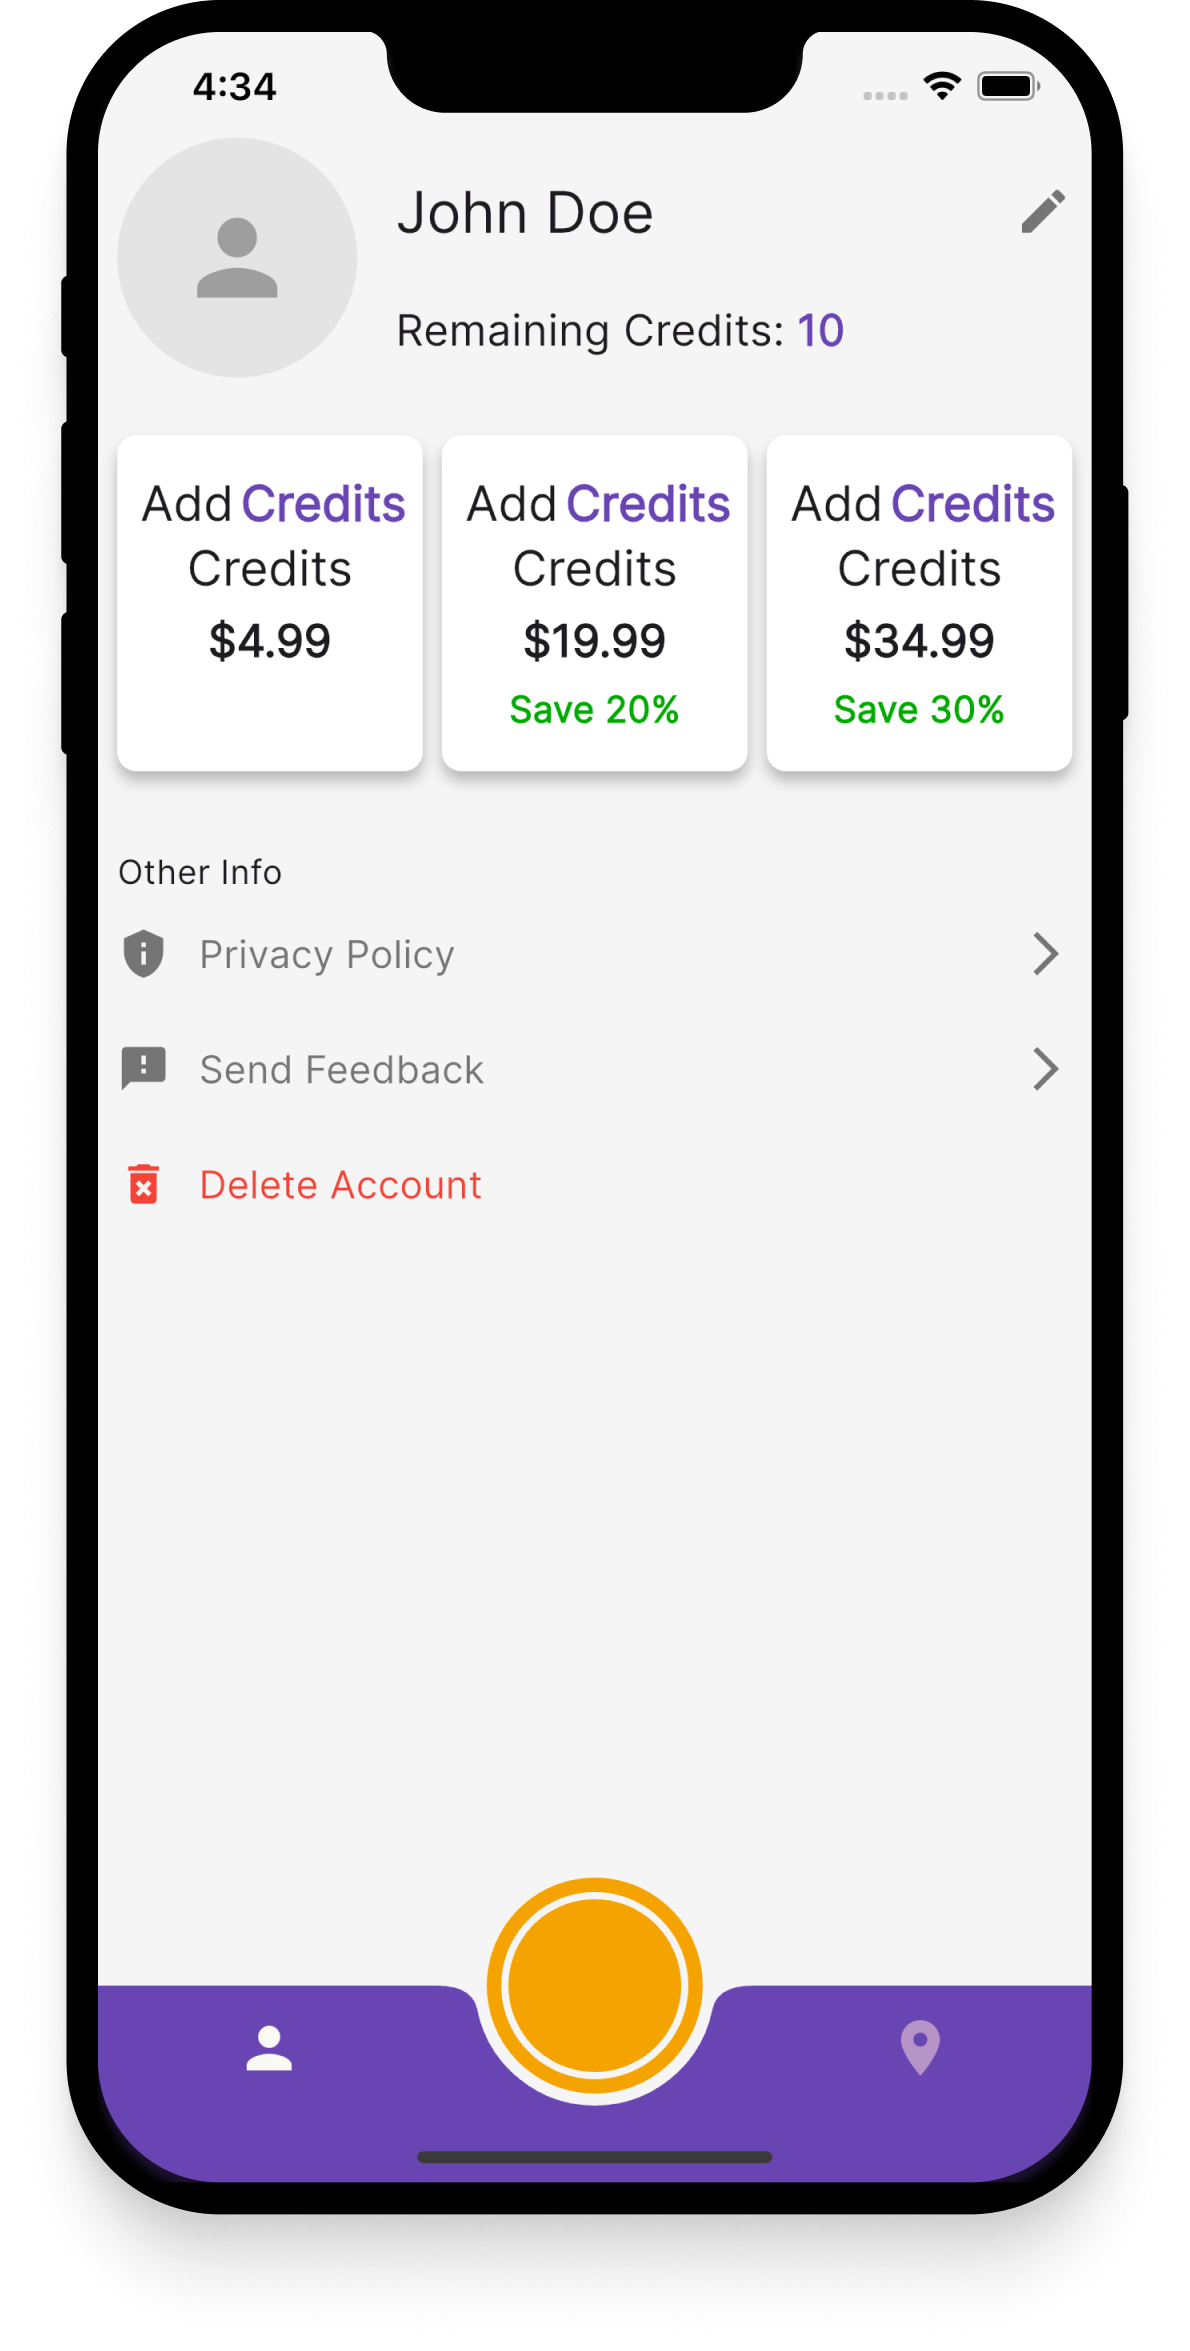 4:34
John Doe
Remaining Credits: 10
Add Credits
Credits
$4.99
Add Credits
Credits
$19.99
Save 20%
Add Credits
Credits
$34.99
Save 30%
Other Info
Privacy Policy
Send Feedback
Delete Account